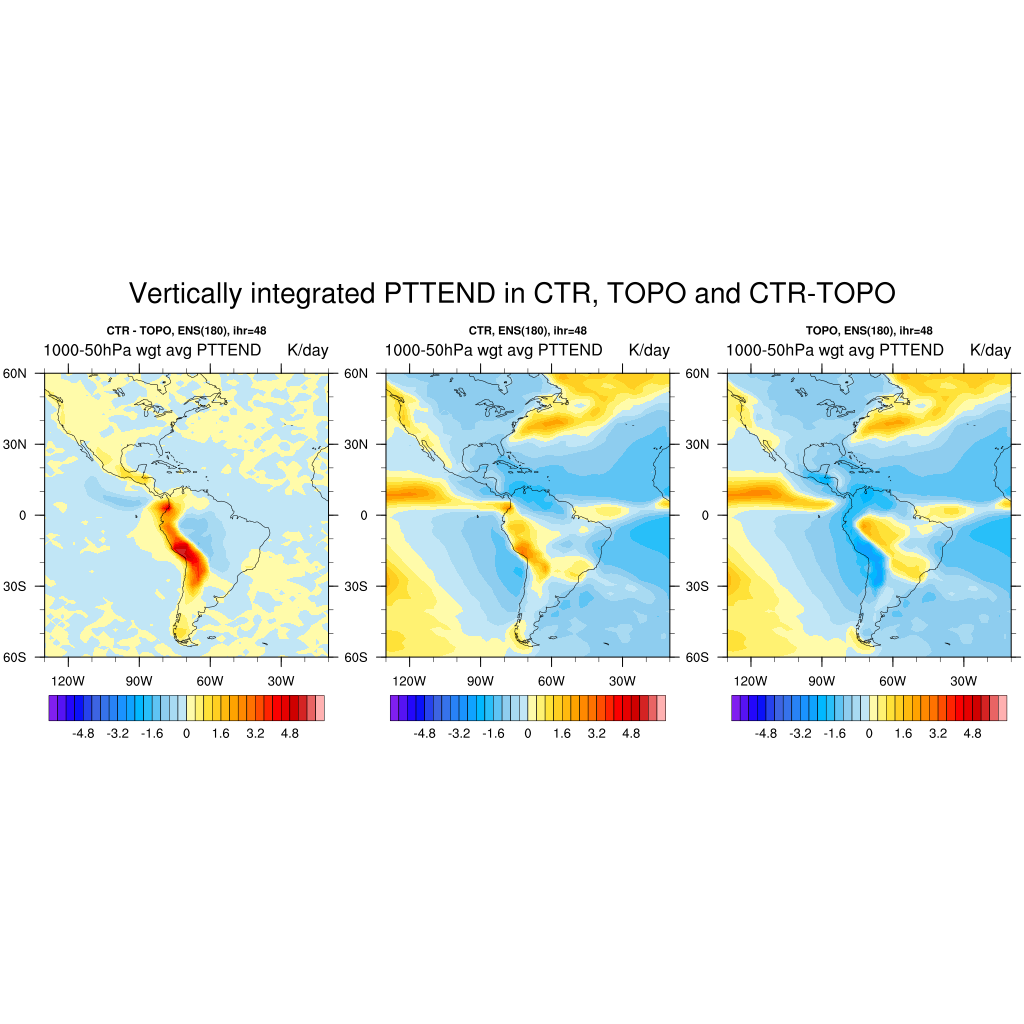 Vertically integrated PTTEND in CTR, TOPO and CTR-TOPO
CTR - TOPO, ENS(180), ihr=48
1000-50hPa wgt avg PTTEND K/day
60N
30N
0
30S
60S
120W 90W 60W 30W
-4.8 -3.2 -1.6 0 1.6 3.2 4.8
CTR, ENS(180), ihr=48
1000-50hPa wgt avg PTTEND K/day
60N
30N
0
30S
60S
120W 90W 60W 30W
-4.8 -3.2 -1.6 0 1.6 3.2 4.8
TOPO, ENS(180), ihr=48
1000-50hPa wgt avg PTTEND K/day
60N
30N
0
30S
60S
120W 90W 60W 30W
-4.8 -3.2 -1.6 0 1.6 3.2 4.8